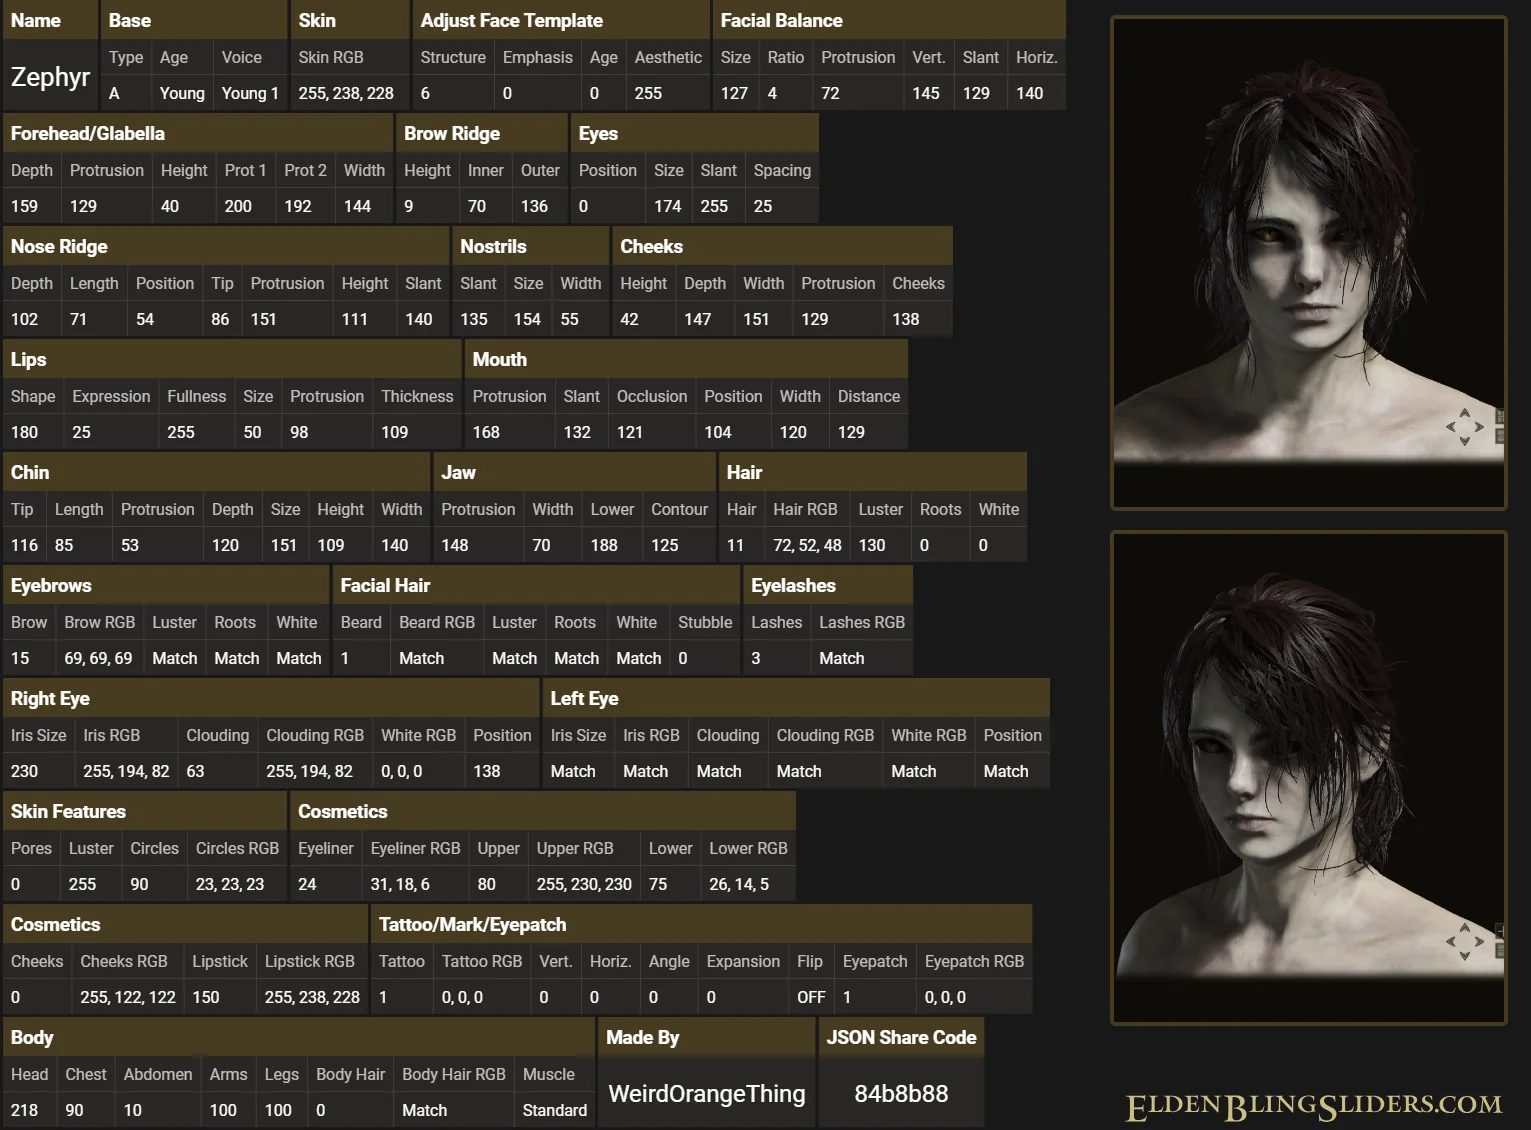 Name Base Skin Adjust Face Template Facial Balance
Type Age Voice Skin RGB Structure Emphasis Age Aesthetic Size Ratio Protrusion Vert. Slant Horiz.
Zephyr A Young Young 1 255, 238, 228 6 0 0 255 127 4 72 145 129 140
Forehead/Glabella Brow Ridge Eyes
Depth Protrusion Height Prot 1 Prot 2 Width Height Inner Outer Position Size Slant Spacing
159 129 40 200 192 144 9 70 136 0 174 255 25
Nose Ridge Nostrils Cheeks
Depth Length Position Tip Protrusion Height Slant Slant Size Width Height Depth Width Protrusion Cheeks
102 71 54 86 151 111 140 135 154 55 42 147 151 129 138
Lips Mouth
Shape Expression Fullness Size Protrusion Thickness Protrusion Slant Occlusion Position Width Distance
180 25 255 50 98 109 168 132 121 104 120 129
Chin Jaw Hair
Tip Length Protrusion Depth Size Height Width Protrusion Width Lower Contour Hair Hair RGB Luster Roots White
116 85 53 120 151 109 140 148 70 188 125 11 72, 52, 48 130 0 0
Eyebrows Facial Hair Eyelashes
Brow Brow RGB Luster Roots White Beard Beard RGB Luster Roots White Stubble Lashes Lashes RGB
15 69, 69, 69 Match Match Match 1 Match Match Match Match 0 3 Match
Right Eye Left Eye
Iris Size Iris RGB Clouding Clouding RGB White RGB Position Iris Size Iris RGB Clouding Clouding RGB White RGB Position
230 255, 194, 82 63 255, 194, 82 0, 0, 0 138 Match Match Match Match Match Match
Skin Features Cosmetics
Pores Luster Circles Circles RGB Eyeliner Eyeliner RGB Upper Upper RGB Lower Lower RGB
0 255 90 23, 23, 23 24 31, 18, 6 80 255, 230, 230 75 26, 14, 5
Cosmetics Tattoo/Mark/Eyepatch
Cheeks Cheeks RGB Lipstick Lipstick RGB Tattoo Tattoo RGB Vert. Horiz. Angle Expansion Flip Eyepatch Eyepatch RGB
0 255, 122, 122 150 255, 238, 228 1 0, 0, 0 0 0 0 0 OFF 1 0, 0, 0
Body Made By JSON Share Code
Head Chest Abdomen Arms Legs Body Hair Body Hair RGB Muscle
218 90 10 100 100 0 Match Standard WeirdOrangeThing 84b8b88
ELDENBLINGSLIDERS.COM